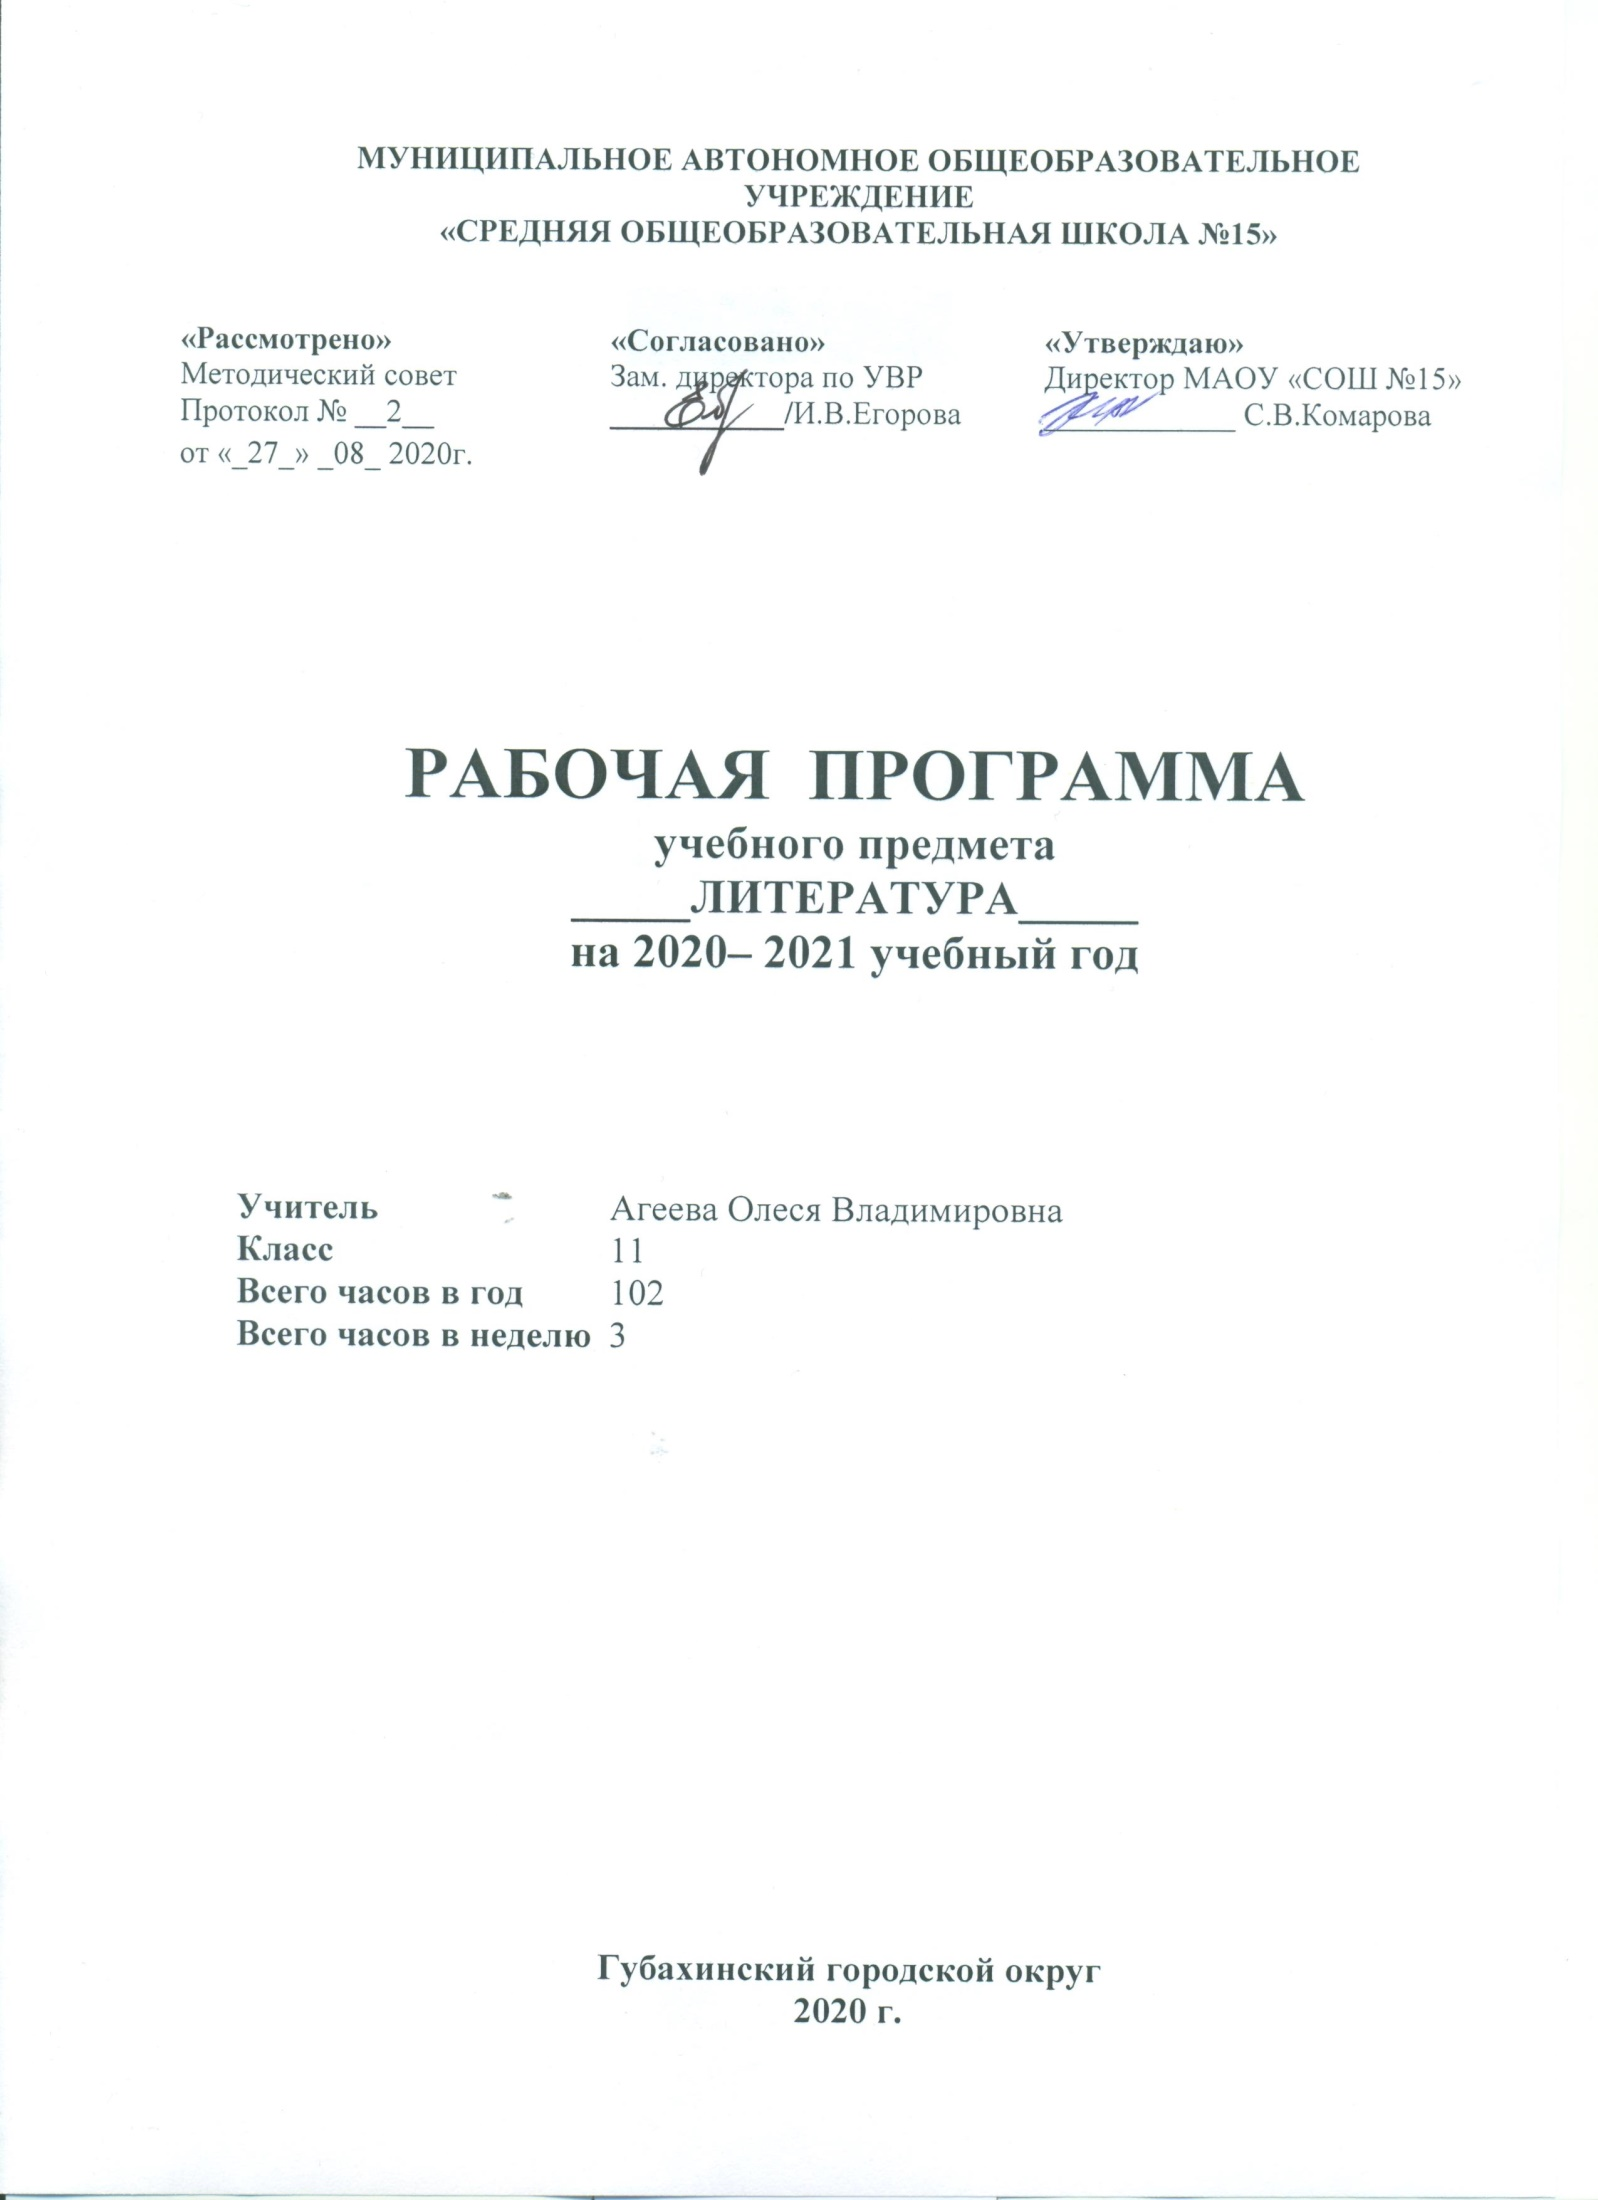 МУНИЦИПАЛЬНОЕ АВТОНОМНОЕ ОБЩЕОБРАЗОВАТЕЛЬНОЕ
УЧРЕЖДЕНИЕ
«СРЕДНЯЯ ОБЩЕОБРАЗОВАТЕЛЬНАЯ ШКОЛА №15»
«Рассмотрено»
Методический совет
Протокол № __2__
от «_27_» _08_ 2020г.
«Согласовано»
Зам. директора по УВР
___________/И.В.Егорова
«Утверждаю»
Директор МАОУ «СОШ №15»
____________ С.В.Комарова
РАБОЧАЯ ПРОГРАММА
учебного предмета
_____ЛИТЕРАТУРА_____
на 2020– 2021 учебный год
Учитель Агеева Олеся Владимировна
Класс 11
Всего часов в год 102
Всего часов в неделю 3
Губахинский городской округ
2020 г.